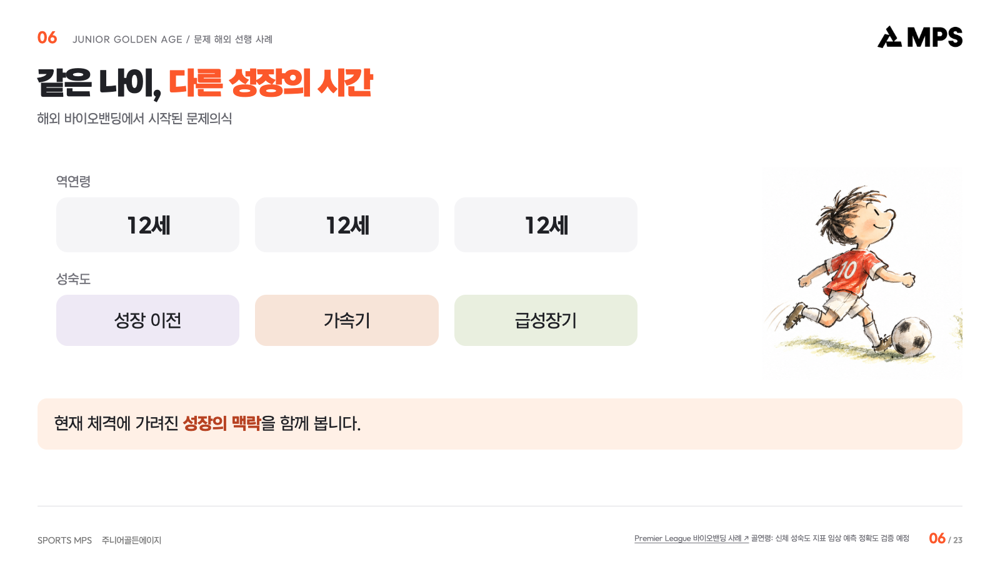 06 JUNIOR GOLDEN AGE / 문제 해외 선행 사례
MPS
같은 나이, 다른 성장의 시간
해외 바이오밴딩에서 시작된 문제의식
역연령
12세 12세 12세
성숙도
성장 이전 가속기 급성장기
10
현재 체격에 가려진 성장의 맥락을 함께 봅니다.
SPORTS MPS 주니어골든에이지
Premier League 바이오밴딩 사례 ↗ 골연령: 신체 성숙도 지표 임상 예측 정확도 검증 예정
06 / 23